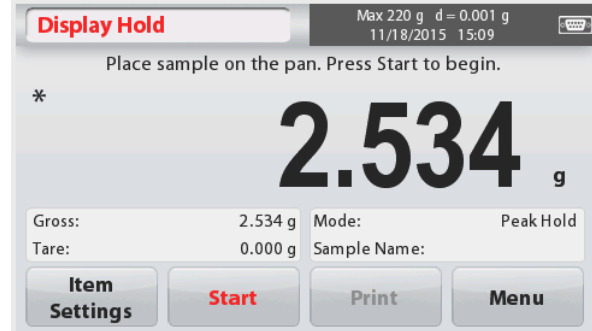 Display Hold
Max 220 g d = 0.001 g
11/18/2015 15:09
Place sample on the pan. Press Start to begin.
*
2.534 g
Gross: 2.534 g Mode: Peak Hold
Tare: 0.000 g Sample Name:
Item
Settings
Start
Print
Menu